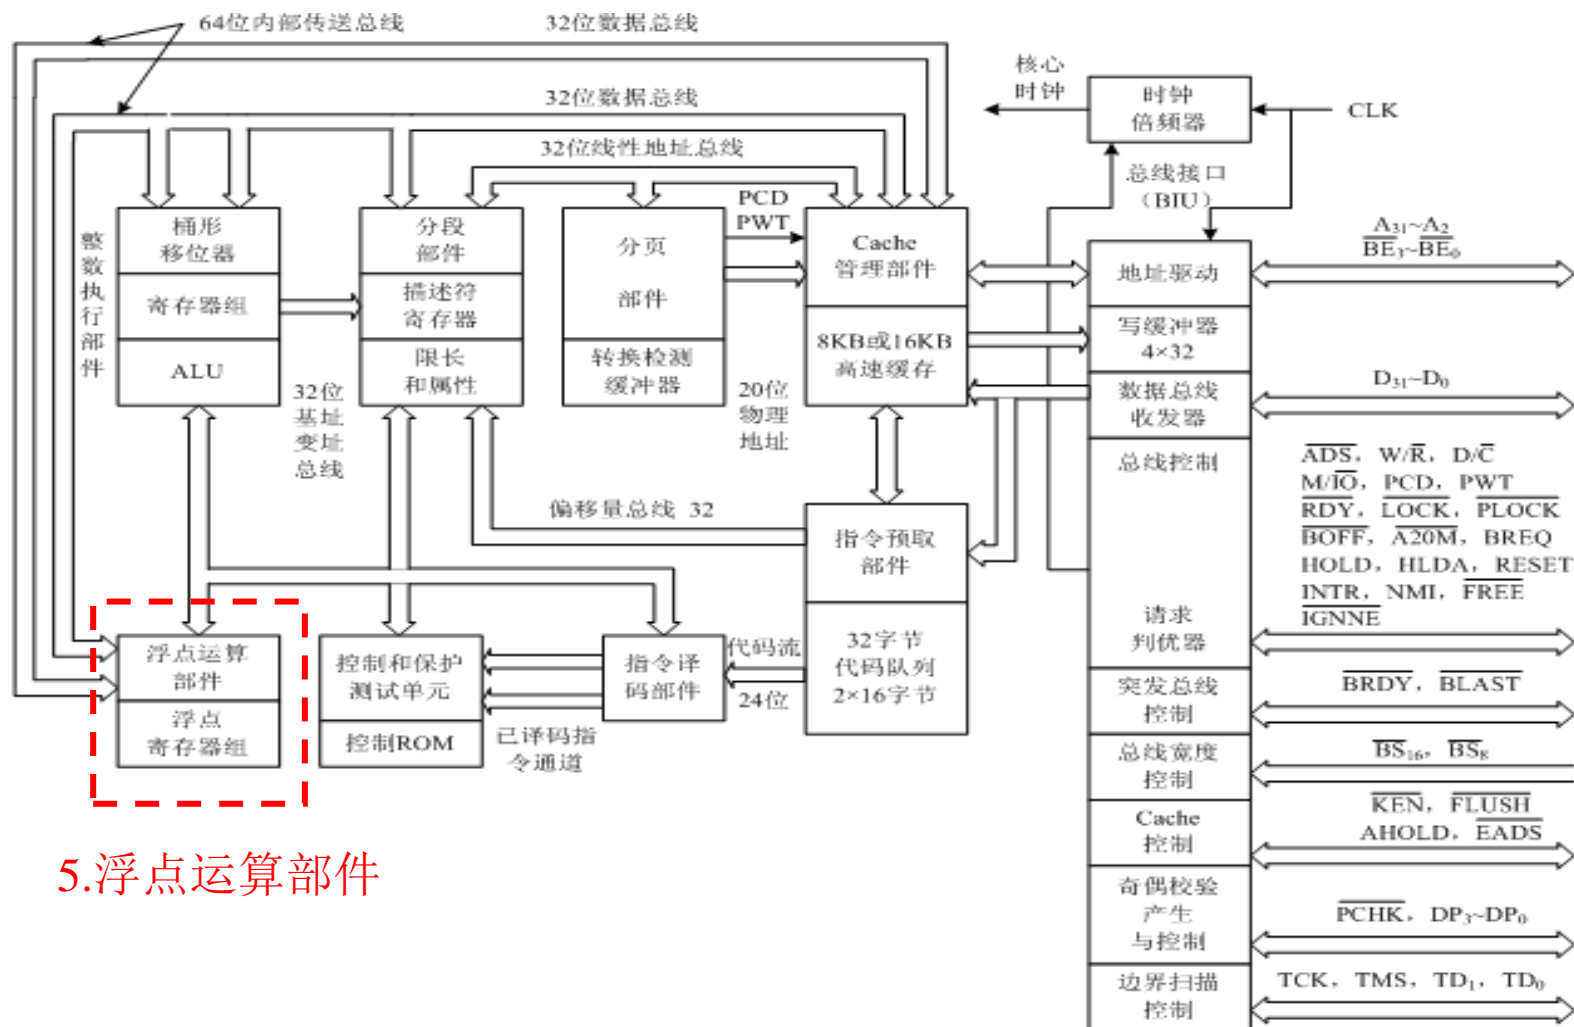 64位内部传送总线
32位数据总线
32位数据总线
32位线性地址总线
核心
时钟
时钟
倍频器
CLK
总线接口
（BIU）
PCD
PWT
整数执行部件
桶形
移位器
寄存器组
ALU
分段
部件
描述符
寄存器
限长
和属性
分页
部件
转换检测
缓冲器
Cache
管理部件
8KB或16KB
高速缓存
32位
基址
变址
总线
20位
物理
地址
地址驱动
写缓冲器
4×32
数据总线
收发器
总线控制
请求
判优器
突发总线
控制
总线宽度
控制
Cache
控制
奇偶校验
产生
与控制
边界扫描
控制
A31~A2
BE3~BE0
D31~D0
ADS，W/R，D/C
M/IO，PCD，PWT
RDY，LOCK，PLOCK
BOFF，A20M，BREQ
HOLD，HLDA，RESET
INTR，NMI，FREE
IGNNE
BRDY，BLAST
BS16，BS8
KEN，FLUSH
AHOLD，EADS
PCHK，DP3~DP0
TCK，TMS，TD1，TD0
偏移量总线 32
指令预取
部件
32字节
代码队列
2×16字节
代码流
24位
指令译
码部件
已译码指
令通道
控制和保护
测试单元
控制ROM
浮点运算
部件
浮点
寄存器组
5.浮点运算部件